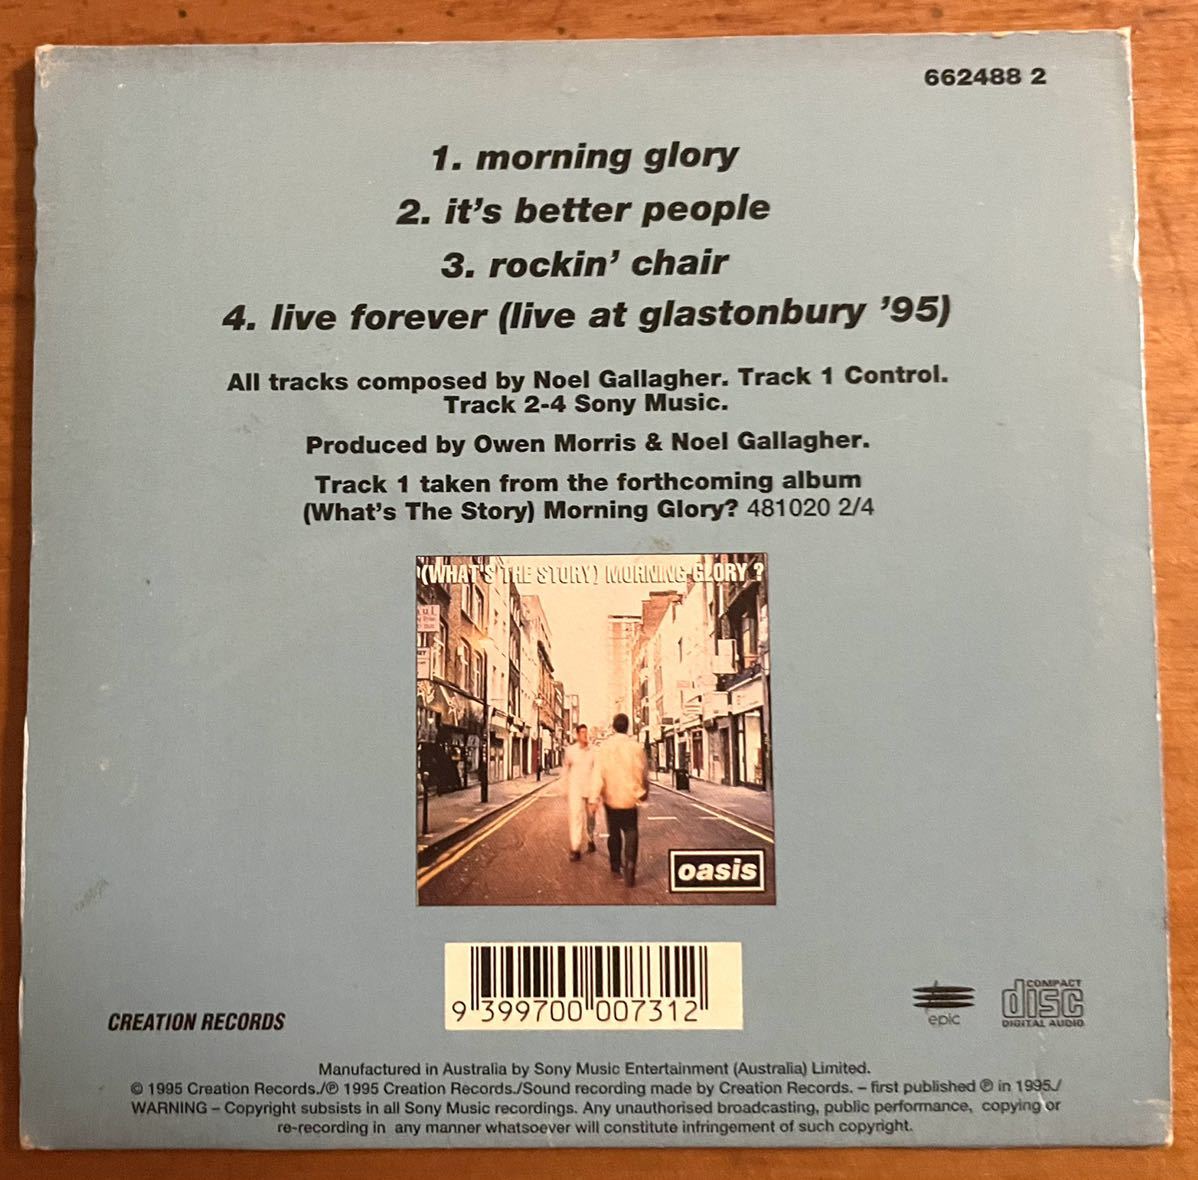 662488 2
1. morning glory
2. it's better people
3. rockin' chair
4. live forever (live at glastonbury '95)
All tracks composed by Noel Gallagher. Track 1 Control.
Track 2-4 Sony Music.
Produced by Owen Morris & Noel Gallagher.
Track 1 taken from the forthcoming album
(What's The Story) Morning Glory? 481020 2/4
(WHAT'S THE STORY) MORNING GLORY ?
oasis
9 399700 007312
CREATION RECORDS
epic
COMPACT
disc
DIGITAL AUDIO
Manufactured in Australia by Sony Music Entertainment (Australia) Limited.
© 1995 Creation Records./℗ 1995 Creation Records./Sound recording made by Creation Records. – first published ℗ in 1995./
WARNING – Copyright subsists in all Sony Music recordings. Any unauthorised broadcasting, public performance, copying or
re-recording in any manner whatsoever will constitute infringement of such copyright.